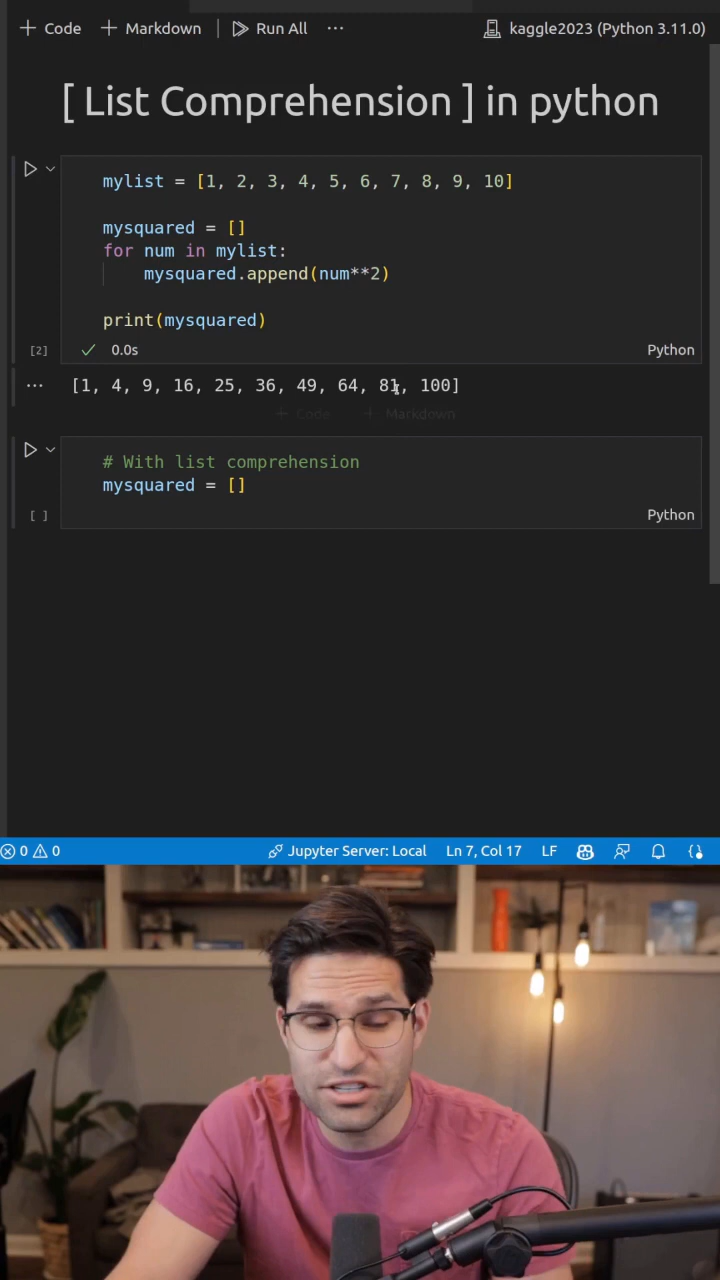 Code Markdown Run All ... kaggle2023 (Python 3.11.0)
[ List Comprehension ] in python
mylist = [1, 2, 3, 4, 5, 6, 7, 8, 9, 10]
mysquared = []
for num in mylist:
mysquared.append(num**2)
print(mysquared)
[2] 0.0s Python
... [1, 4, 9, 16, 25, 36, 49, 64, 81, 100]
+ Code + Markdown
# With list comprehension
mysquared = []
[ ] Python
0 0 Jupyter Server: Local Ln 7, Col 17 LF